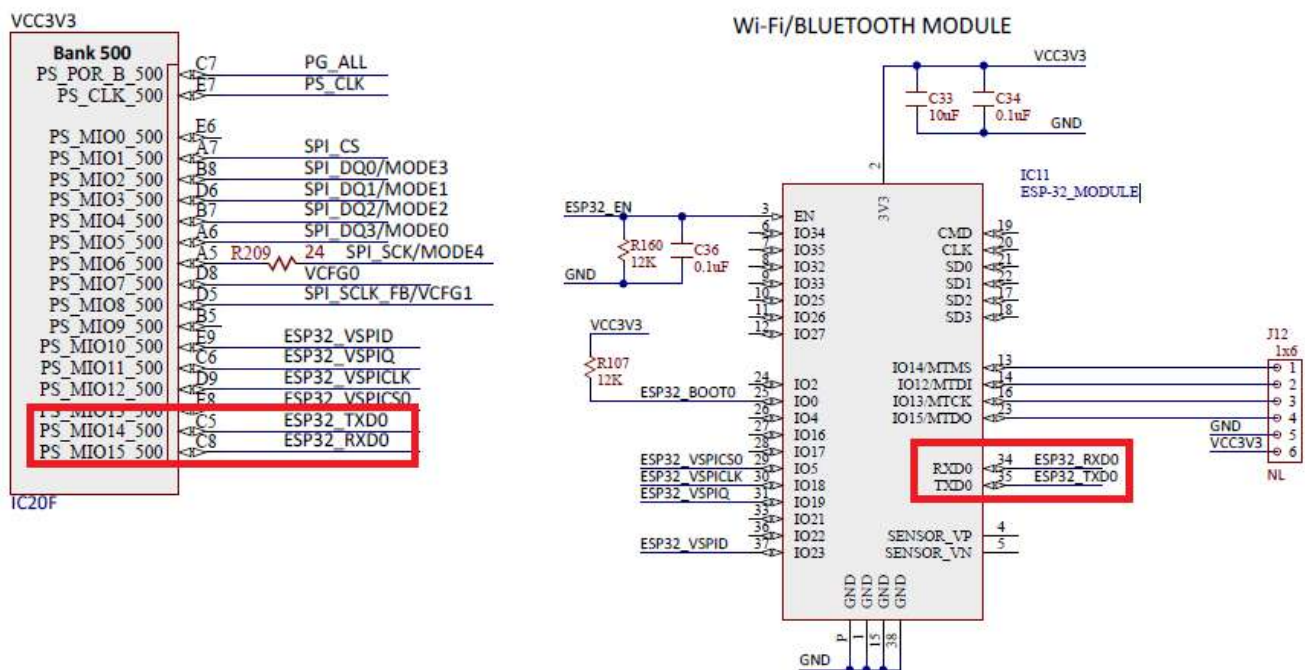 VCC3V3
Bank 500
PS_POR_B_500 C7 PG_ALL
PS_CLK_500 E7 PS_CLK
PS_MIO0_500 E6
PS_MIO1_500 A7 SPI_CS
PS_MIO2_500 B8 SPI_DQ0/MODE3
PS_MIO3_500 D6 SPI_DQ1/MODE1
PS_MIO4_500 B7 SPI_DQ2/MODE2
PS_MIO5_500 A6 SPI_DQ3/MODE0
PS_MIO6_500 A5 R209 24 SPI_SCK/MODE4
PS_MIO7_500 D8 VCFG0
PS_MIO8_500 D5 SPI_SCLK_FB/VCFG1
PS_MIO9_500 B5
PS_MIO10_500 E9 ESP32_VSPID
PS_MIO11_500 C6 ESP32_VSPIQ
PS_MIO12_500 D9 ESP32_VSPICLK
PS_MIO13_500 E8 ESP32_VSPICS0
PS_MIO14_500 C5 ESP32_TXD0
PS_MIO15_500 C8 ESP32_RXD0
IC20F
Wi-Fi/BLUETOOTH MODULE
VCC3V3
C33
10uF
C34
0.1uF
GND
2
3V3
IC11
ESP-32_MODULE
ESP32_EN 3 EN
R160
12K
C36
0.1uF
GND
6 IO34
7 IO35
8 IO32
9 IO33
10 IO25
11 IO26
12 IO27
VCC3V3
R107
12K
24 IO2
ESP32_BOOT0 25 IO0
26 IO4
27 IO16
28 IO17
ESP32_VSPICS0 29 IO5
ESP32_VSPICLK 30 IO18
ESP32_VSPIQ 31 IO19
33 IO21
36 IO22
ESP32_VSPID 37 IO23
CMD 19
CLK 20
SD0 21
SD1 22
SD2 17
SD3 18
IO14/MTMS 13
IO12/MTDI 14
IO13/MTCK 16
IO15/MTDO 23
J12
1x6
1
2
3
4
GND 5
VCC3V3 6
NL
RXD0 34 ESP32_RXD0
TXD0 35 ESP32_TXD0
SENSOR_VP 4
SENSOR_VN 5
GND GND GND GND
P 1 15 38
GND